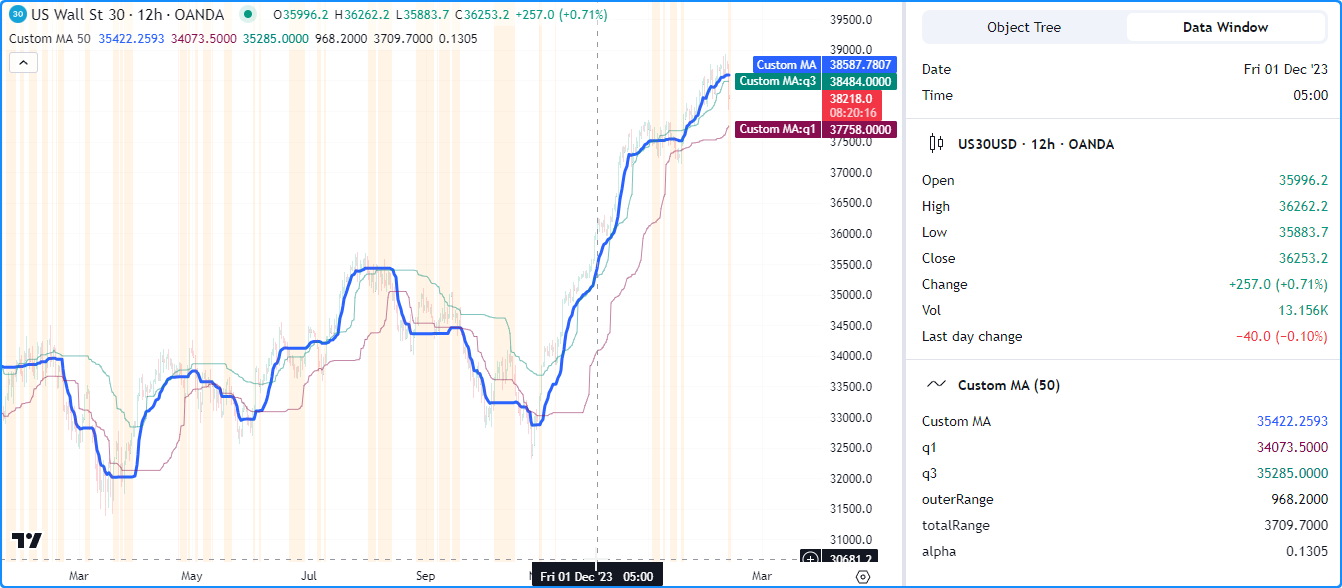 30 US Wall St 30 · 12h · OANDA O35996.2 H36262.2 L35883.7 C36253.2 +257.0 (+0.71%)
Custom MA 50 35422.2593 34073.5000 35285.0000 968.2000 3709.7000 0.1305
39500.0
39000.0
Custom MA 38587.7807
Custom MA:q3 38484.0000
38218.0
08:20:16
Custom MA:q1 37758.0000
37500.0
37000.0
36500.0
36000.0
35500.0
35000.0
34500.0
34000.0
33500.0
33000.0
32500.0
32000.0
31500.0
31000.0
30681.2
Mar May Jul Sep Fri 01 Dec '23 05:00 Mar
Object Tree Data Window
Date Fri 01 Dec '23
Time 05:00
US30USD · 12h · OANDA
Open 35996.2
High 36262.2
Low 35883.7
Close 36253.2
Change +257.0 (+0.71%)
Vol 13.156K
Last day change −40.0 (−0.10%)
Custom MA (50)
Custom MA 35422.2593
q1 34073.5000
q3 35285.0000
outerRange 968.2000
totalRange 3709.7000
alpha 0.1305